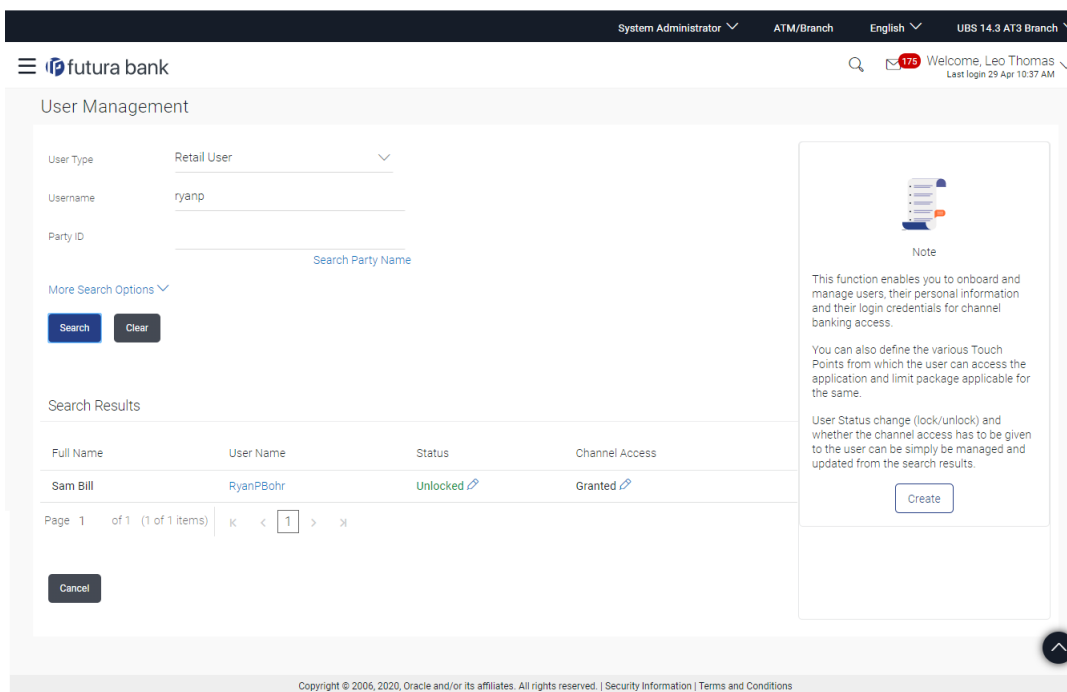 System Administrator ATM/Branch English UBS 14.3 AT3 Branch
futura bank
175
Welcome, Leo Thomas
Last login 29 Apr 10:37 AM
User Management
User Type Retail User
Username ryanp
Party ID
Search Party Name
More Search Options
Search Clear
Search Results
Full Name User Name Status Channel Access
Sam Bill RyanPBohr Unlocked Granted
Page 1 of 1 (1 of 1 items) K < 1 > >|
Cancel
Note
This function enables you to onboard and
manage users, their personal information
and their login credentials for channel
banking access.
You can also define the various Touch
Points from which the user can access the
application and limit package applicable for
the same.
User Status change (lock/unlock) and
whether the channel access has to be given
to the user can be simply be managed and
updated from the search results.
Create
Copyright © 2006, 2020, Oracle and/or its affiliates. All rights reserved. | Security Information | Terms and Conditions